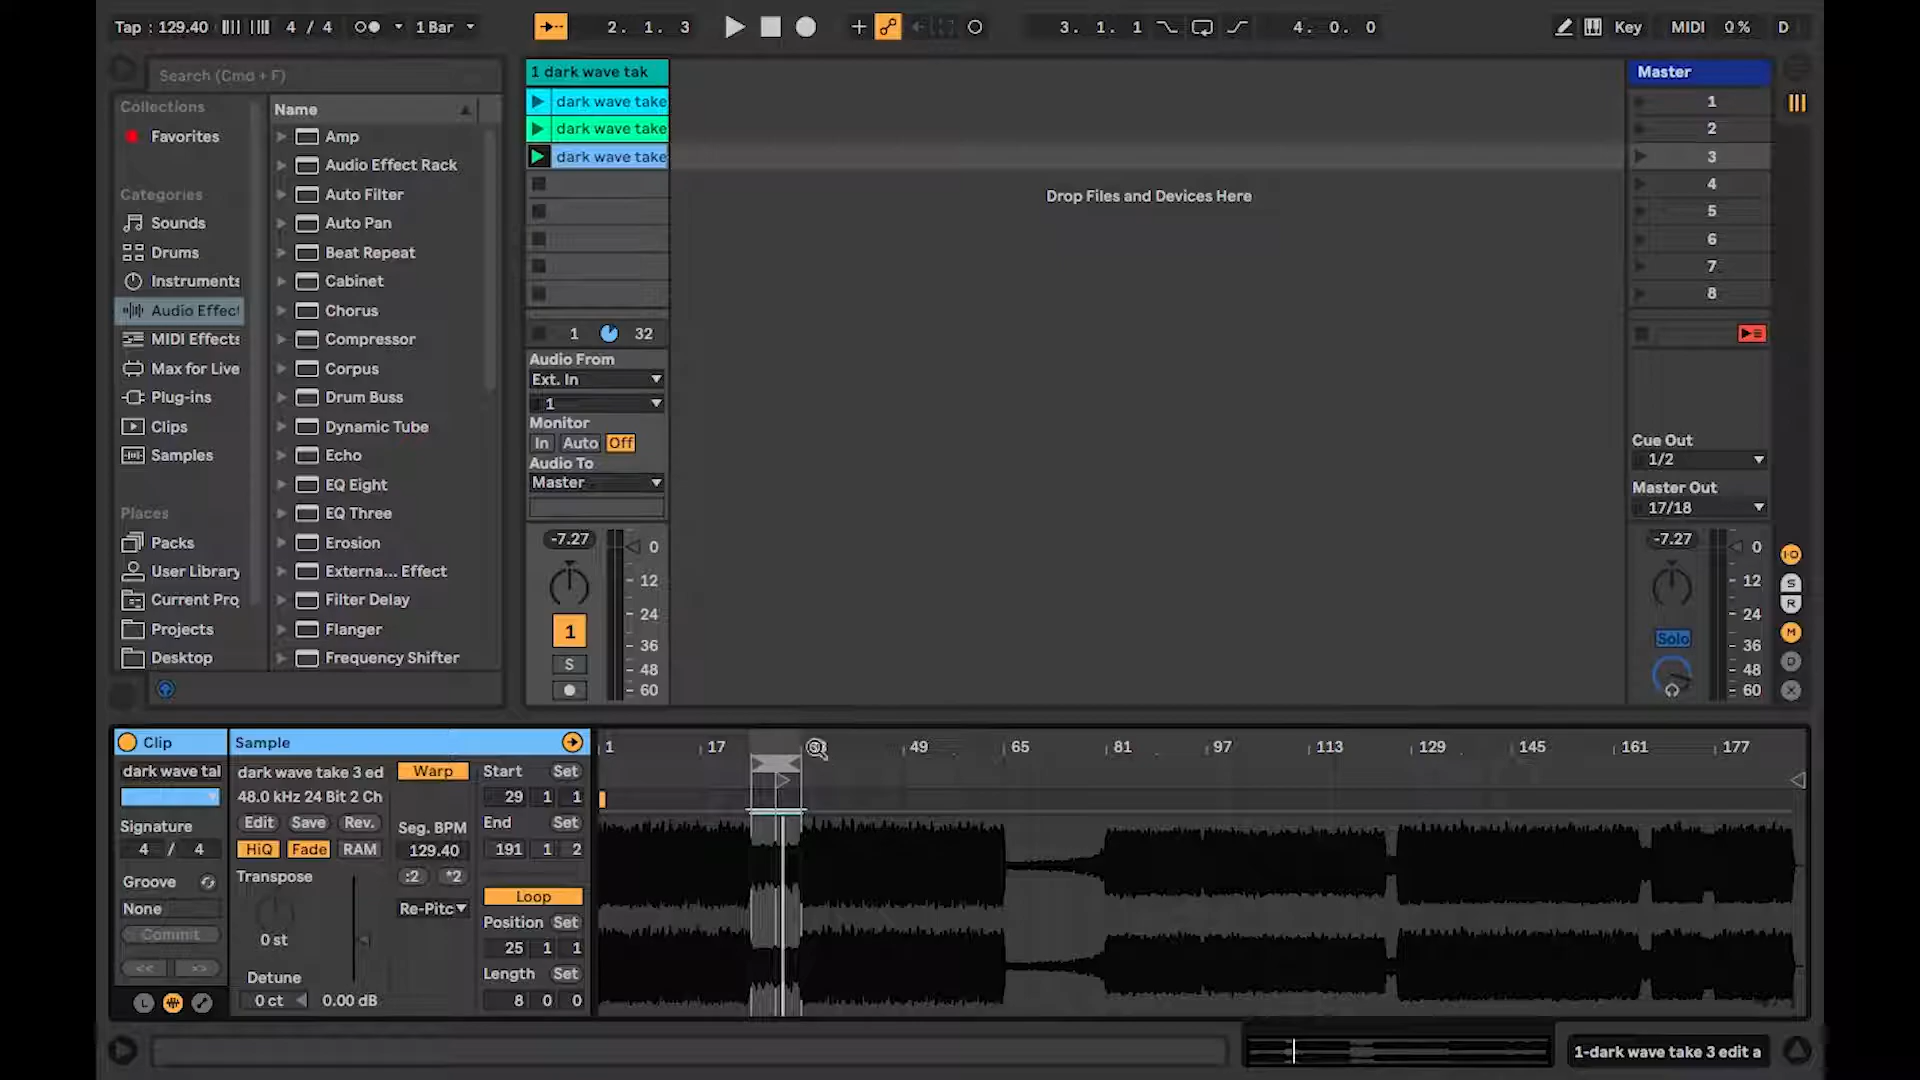 Tap : 129.40 4 / 4 1 Bar 2. 1. 3 3. 1. 1 4. 0. 0 Key MIDI 0 % D
Search (Cmd + F)
Collections
Favorites
Categories
Sounds
Drums
Instruments
Audio Effect
MIDI Effects
Max for Live
Plug-ins
Clips
Samples
Places
Packs
User Library
Current Pro
Projects
Desktop
Name
Amp
Audio Effect Rack
Auto Filter
Auto Pan
Beat Repeat
Cabinet
Chorus
Compressor
Corpus
Drum Buss
Dynamic Tube
Echo
EQ Eight
EQ Three
Erosion
Externa... Effect
Filter Delay
Flanger
Frequency Shifter
1 dark wave tak
dark wave take
dark wave take
dark wave take
1 32
Audio From
Ext. In
1
Monitor
In Auto Off
Audio To
Master
-7.27
0
12
24
36
48
60
1
S
Drop Files and Devices Here
Master
1
2
3
4
5
6
7
8
Cue Out
1/2
Master Out
17/18
-7.27
0
12
24
36
48
60
Solo
I·O
S
R
M
D
X
Clip
dark wave tal
Signature
4 / 4
Groove
None
Commit
<< >>
L
Sample
dark wave take 3 ed
48.0 kHz 24 Bit 2 Ch
Edit Save Rev.
HiQ Fade RAM
Transpose
0 st
Detune
0 ct 0.00 dB
Warp
Seg. BPM
129.40
:2 *2
Re-Pitc
Start Set
29 1 1
End Set
191 1 2
Loop
Position Set
25 1 1
Length Set
8 0 0
1 17 49 65 81 97 113 129 145 161 177
1-dark wave take 3 edit a